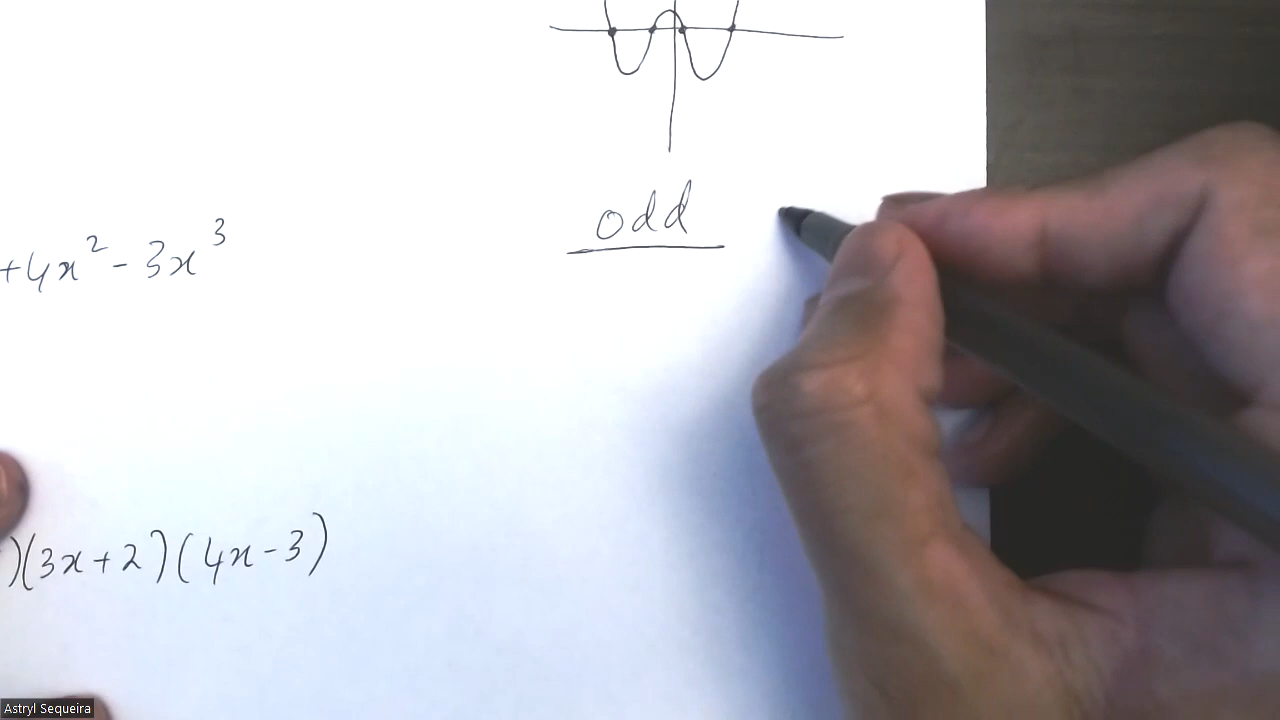 odd
+4x² - 3x³
)(3x+2)(4x-3)
Astryl Sequeira